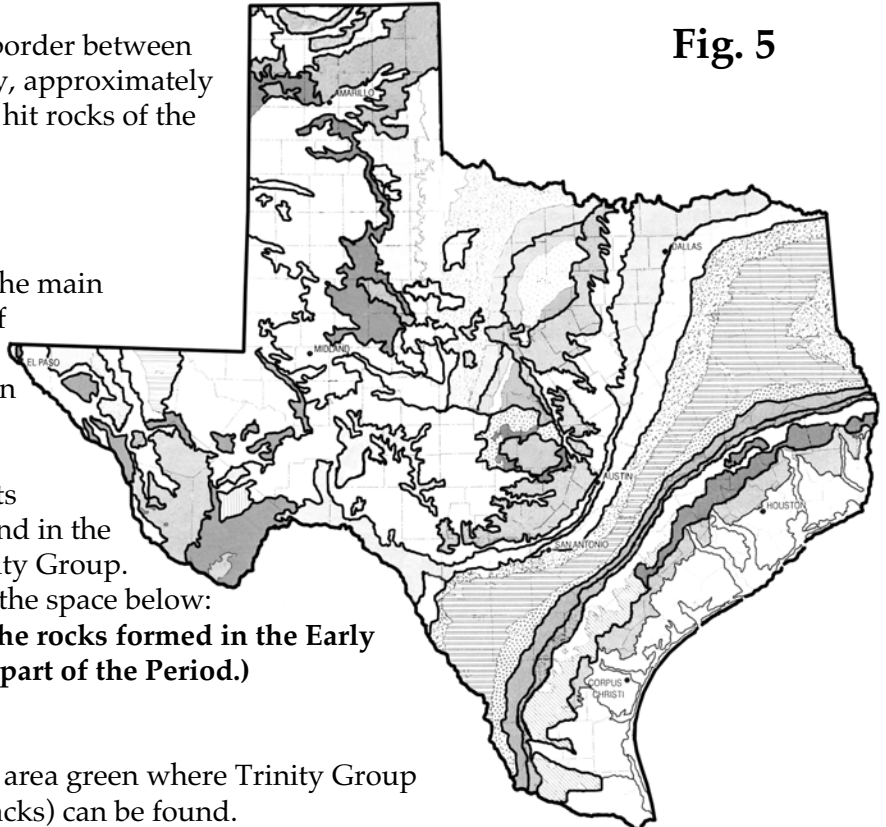 Fig. 5
border between
y, approximately
hit rocks of the
he main
f
n
ts
nd in the
ity Group.
the space below:
he rocks formed in the Early
part of the Period.)
area green where Trinity Group
acks) can be found.
AMARILLO
DALLAS
MIDLAND
EL PASO
AUSTIN
HOUSTON
SAN ANTONIO
CORPUS
CHRISTI